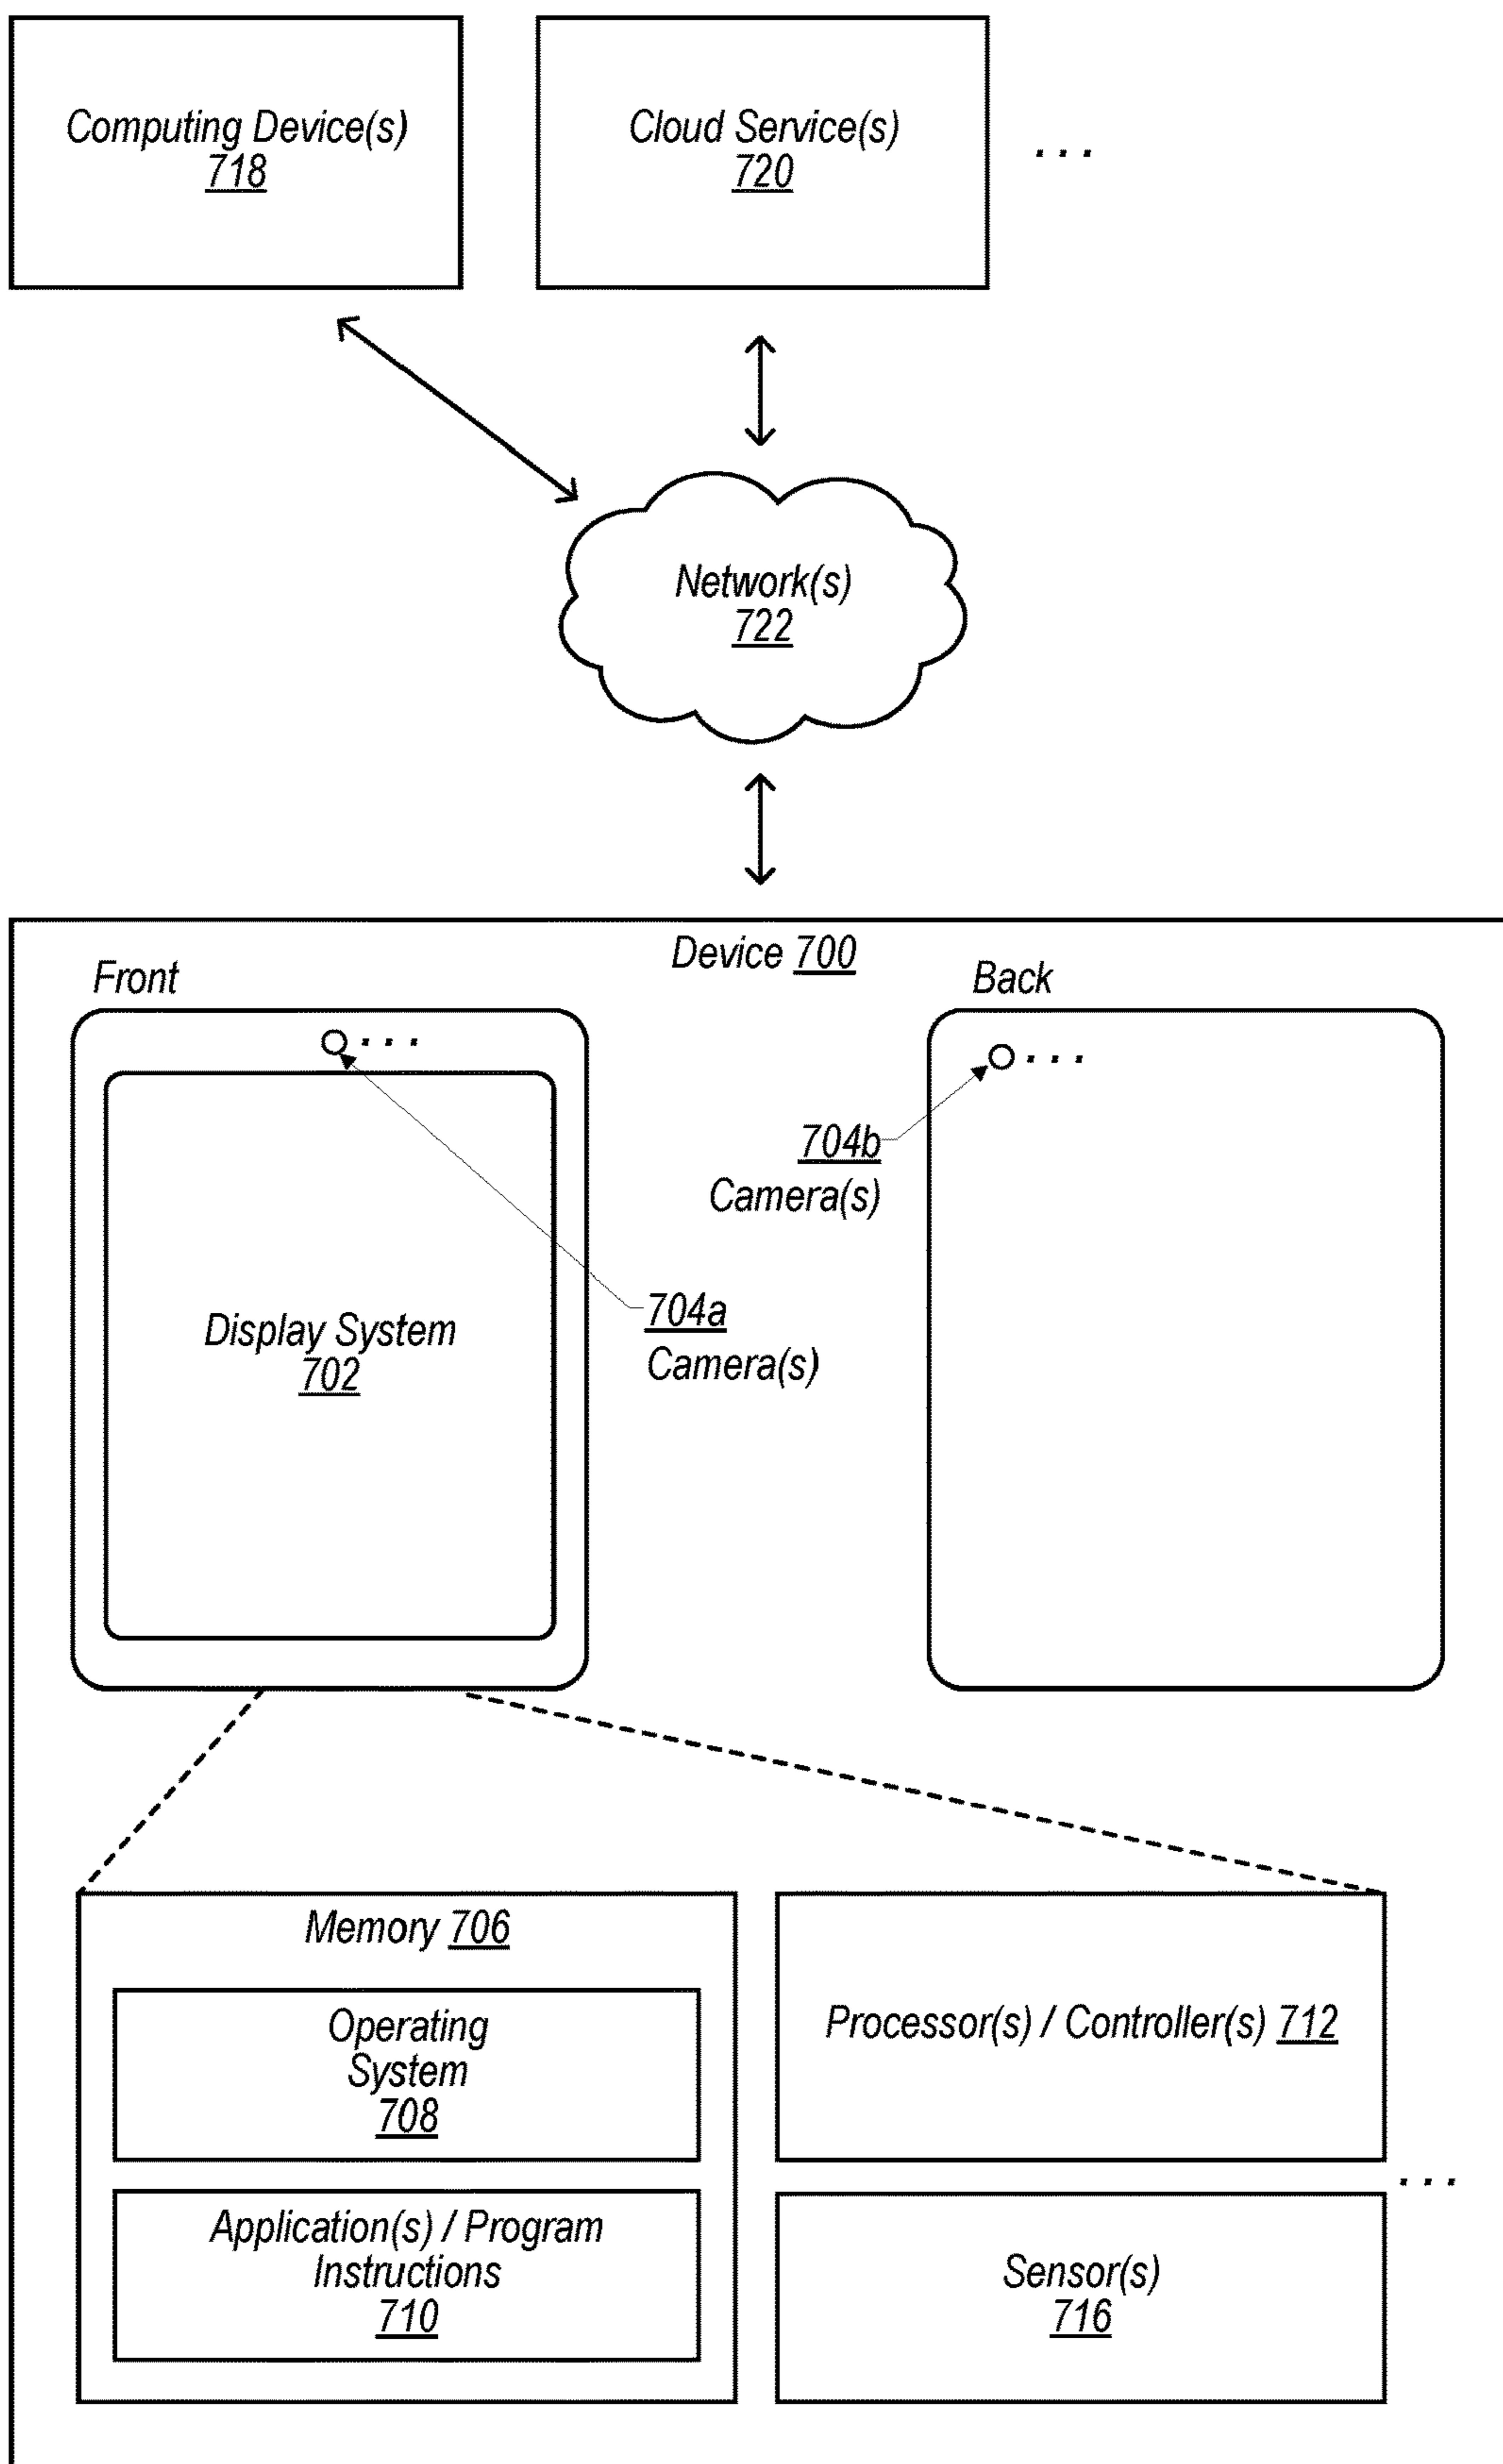 Computing Device(s)
718
Cloud Service(s)
720
...
Network(s)
722
Device 700
Front
Back
...
...
704b
Camera(s)
704a
Camera(s)
Display System
702
Memory 706
Operating
System
708
Application(s) / Program
Instructions
710
Processor(s) / Controller(s) 712
...
Sensor(s)
716